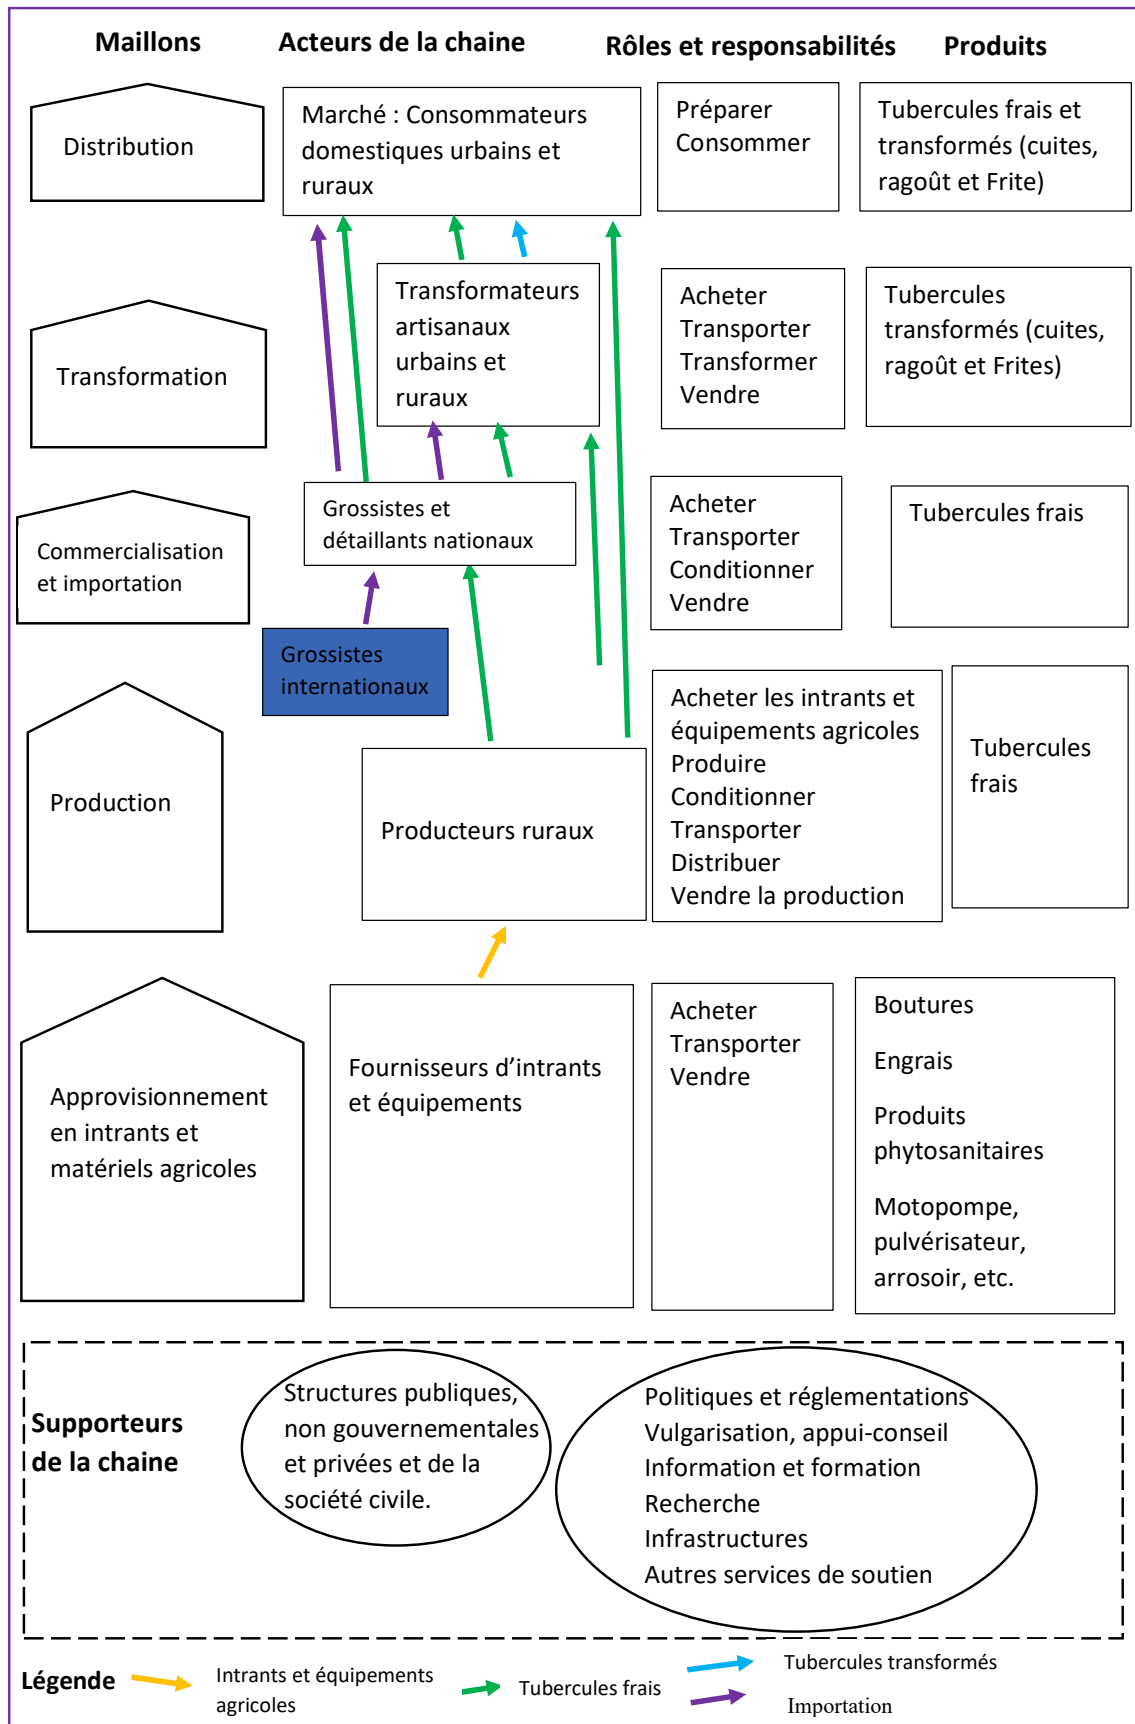 Maillons
Acteurs de la chaine
Rôles et responsabilités
Produits
Distribution
Marché : Consommateurs
domestiques urbains et
ruraux
Préparer
Consommer
Tubercules frais et
transformés (cuites,
ragoût et Frite)
Transformation
Transformateurs
artisanaux
urbains et
ruraux
Acheter
Transporter
Transformer
Vendre
Tubercules
transformés (cuites,
ragoût et Frites)
Commercialisation
et importation
Grossistes et
détaillants nationaux
Acheter
Transporter
Conditionner
Vendre
Tubercules frais
Grossistes
internationaux
Production
Producteurs ruraux
Acheter les intrants et
équipements agricoles
Produire
Conditionner
Transporter
Distribuer
Vendre la production
Tubercules
frais
Approvisionnement
en intrants et
matériels agricoles
Fournisseurs d’intrants
et équipements
Acheter
Transporter
Vendre
Boutures
Engrais
Produits
phytosanitaires
Motopompe,
pulvérisateur,
arrosoir, etc.
Supporteurs
de la chaine
Structures publiques,
non gouvernementales
et privées et de la
société civile.
Politiques et réglementations
Vulgarisation, appui-conseil
Information et formation
Recherche
Infrastructures
Autres services de soutien
Légende
Intrants et équipements
agricoles
Tubercules frais
Tubercules transformés
Importation